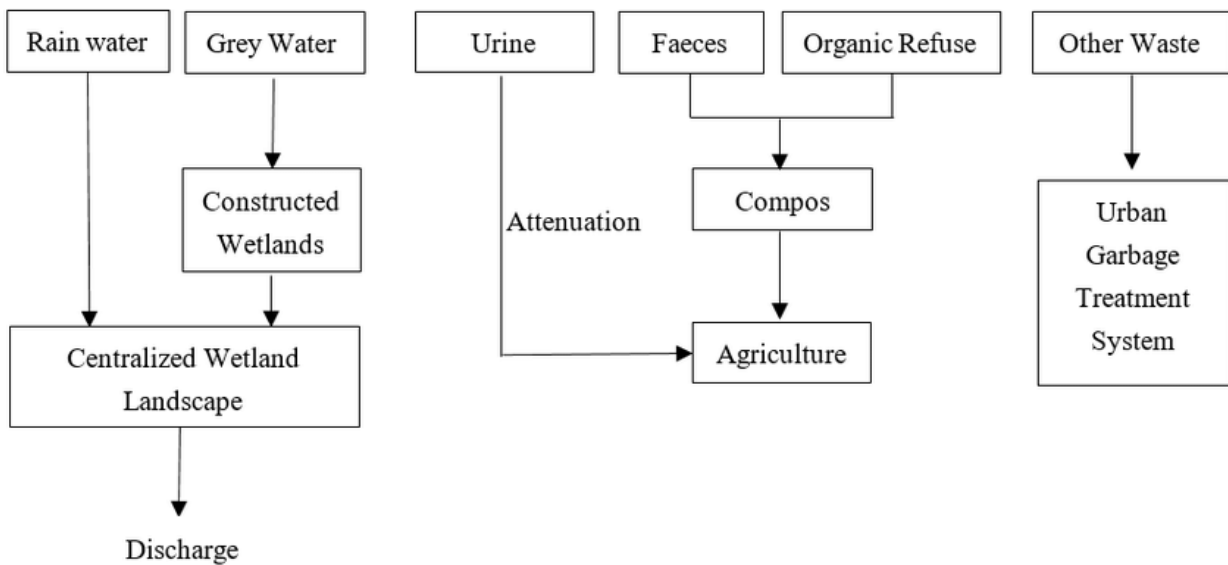 Rain water
Grey Water
Urine
Faeces
Organic Refuse
Other Waste
Constructed
Wetlands
Attenuation
Compos
Urban
Garbage
Treatment
System
Centralized Wetland
Landscape
Agriculture
Discharge